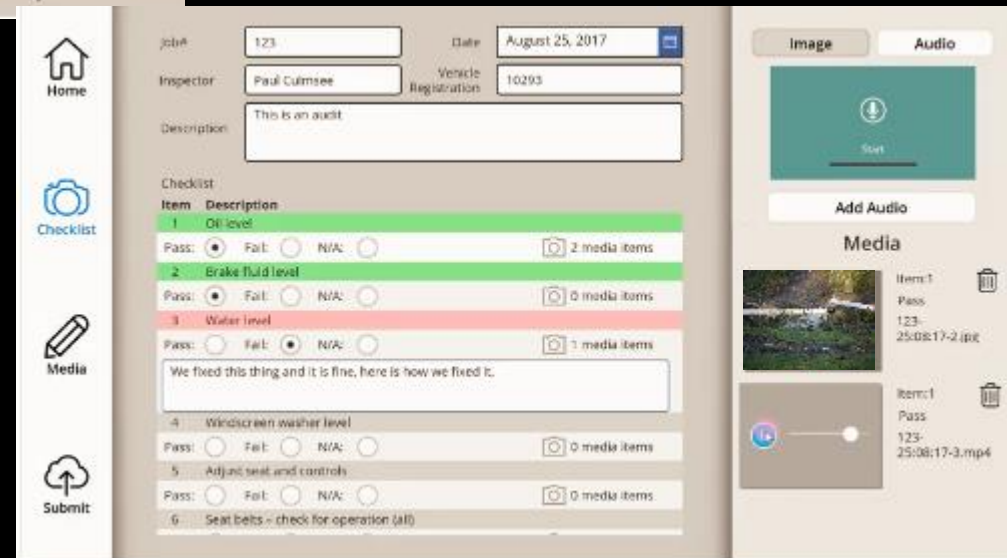 Home
Checklist
Media
Submit
Job# 123 Date August 25, 2017
Inspector Paul Culmsee Vehicle Registration 10293
Description This is an audit
Checklist
Item Description
1 Oil level
Pass: Fail: N/A: 2 media items
2 Brake fluid level
Pass: Fail: N/A: 0 media items
3 Water level
Pass: Fail: N/A: 1 media items
We fixed this thing and it is fine, here is how we fixed it.
4 Windscreen washer level
Pass: Fail: N/A: 0 media items
5 Adjust seat and controls
Pass: Fail: N/A: 0 media items
6 Seat belts – check for operation (all)
Image Audio
Start
Add Audio
Media
Item:1
Pass
123-
25:08:17-2.jpg
Item:1
Pass
123-
25:08:17-3.mp4